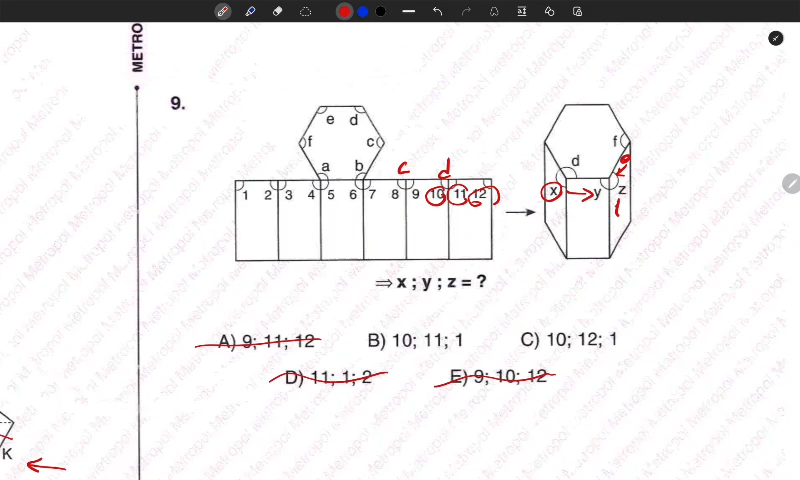 METRO
9.
e d
f c
a b
c d
1 2 3 4 5 6 7 8 9 10 11 12
f
d e
x y z
1
⇒ x ; y ; z = ?
A) 9; 11; 12 B) 10; 11; 1 C) 10; 12; 1
D) 11; 1; 2 E) 9; 10; 12
K